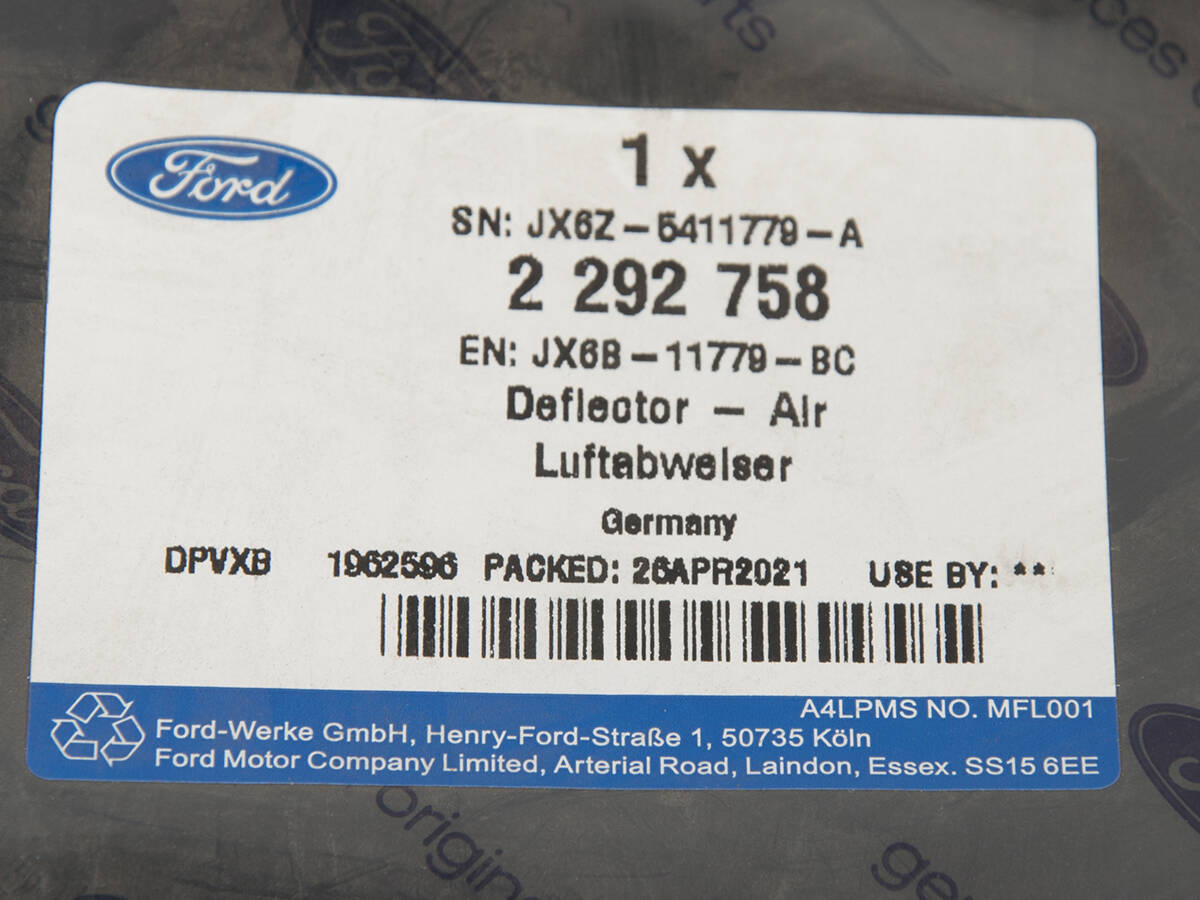 Ford
1 x
SN: JX6Z-5411779-A
2 292 758
EN: JX6B-11779-BC
Deflector - Air
Luftabweiser
Germany
DPVXB 1962596 PACKED: 26APR2021 USE BY: **
A4LPMS NO. MFL001
Ford-Werke GmbH, Henry-Ford-Straße 1, 50735 Köln
Ford Motor Company Limited, Arterial Road, Laindon, Essex. SS15 6EE